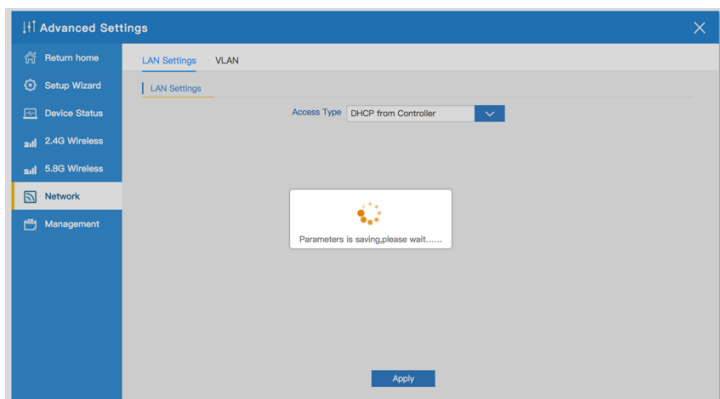 Advanced Settings
Return home
Setup Wizard
Device Status
2.4G Wireless
5.8G Wireless
Network
Management
LAN Settings VLAN
LAN Settings
Access Type DHCP from Controller
Parameters is saving,please wait......
Apply